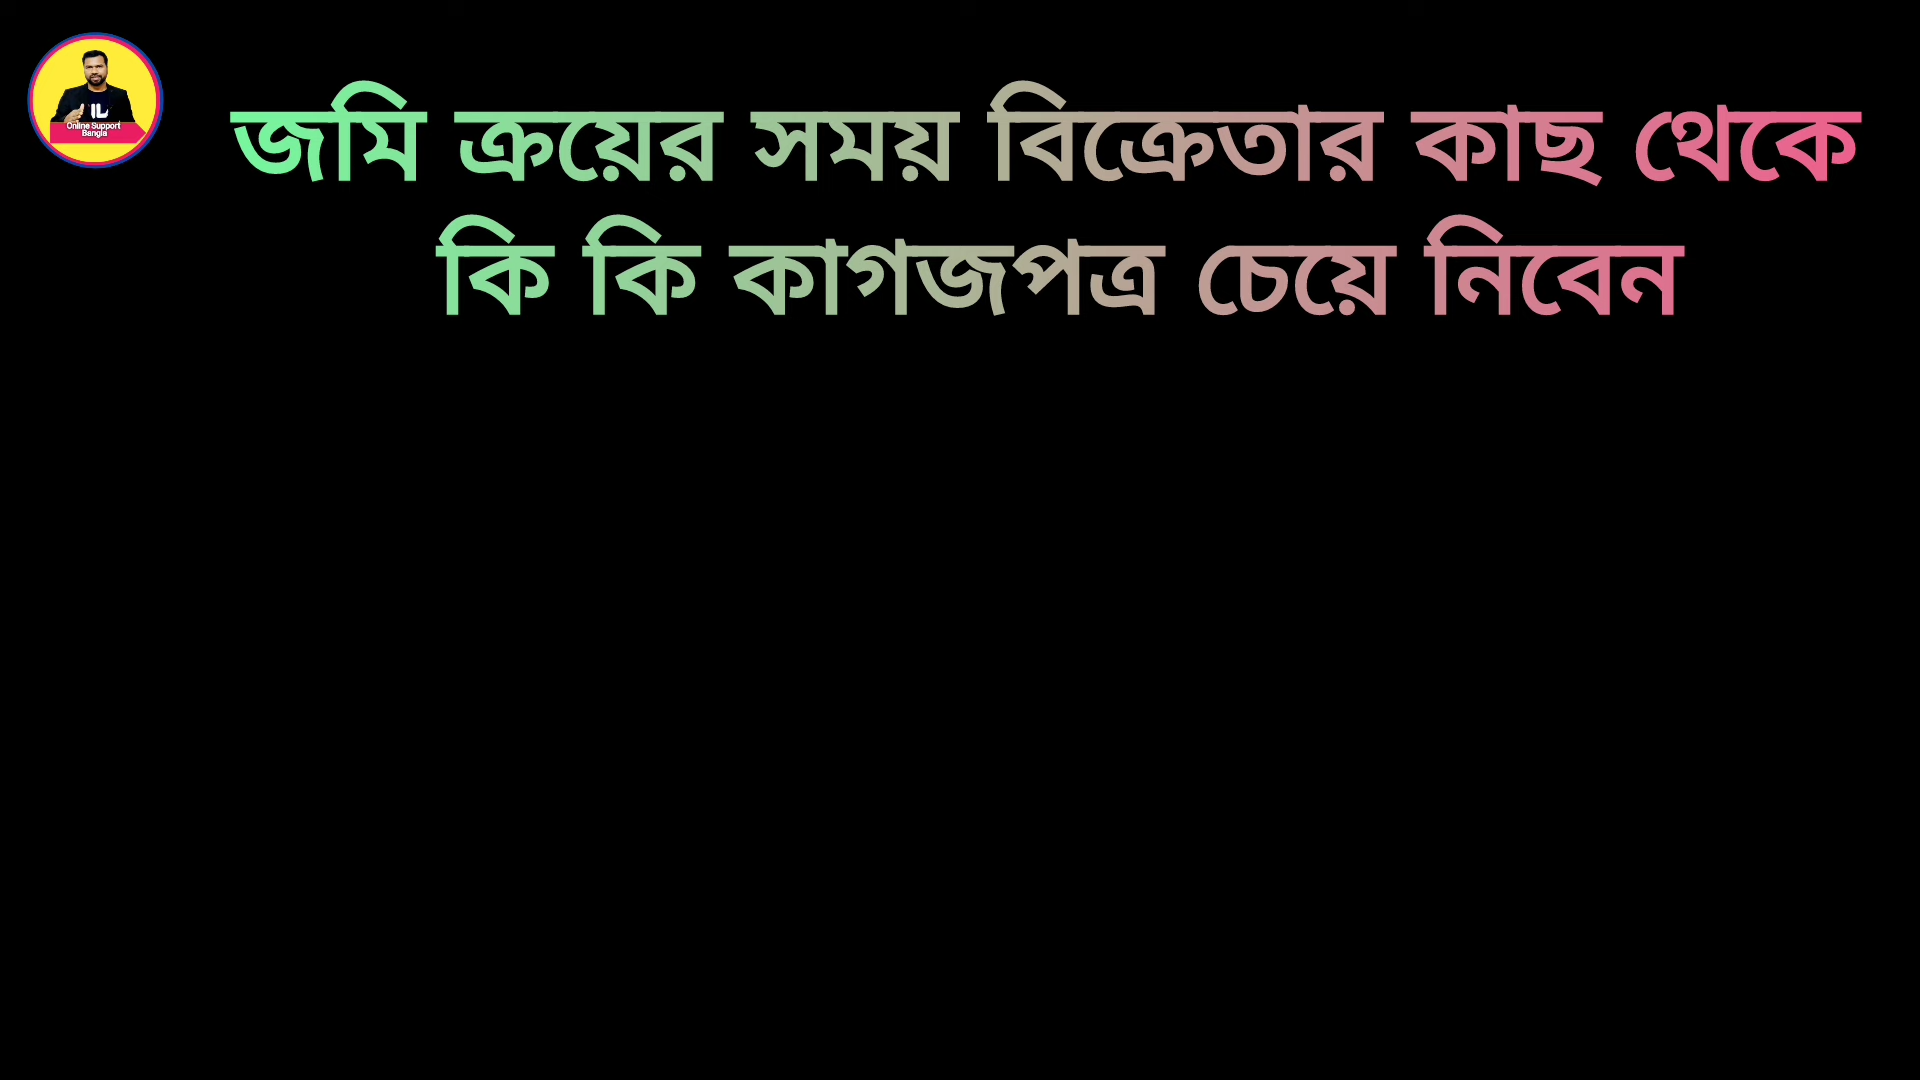 জমি ক্রয়ের সময় বিক্রেতার কাছ থেকে
কি কি কাগজপত্র চেয়ে নিবেন
Online Support
Bangla